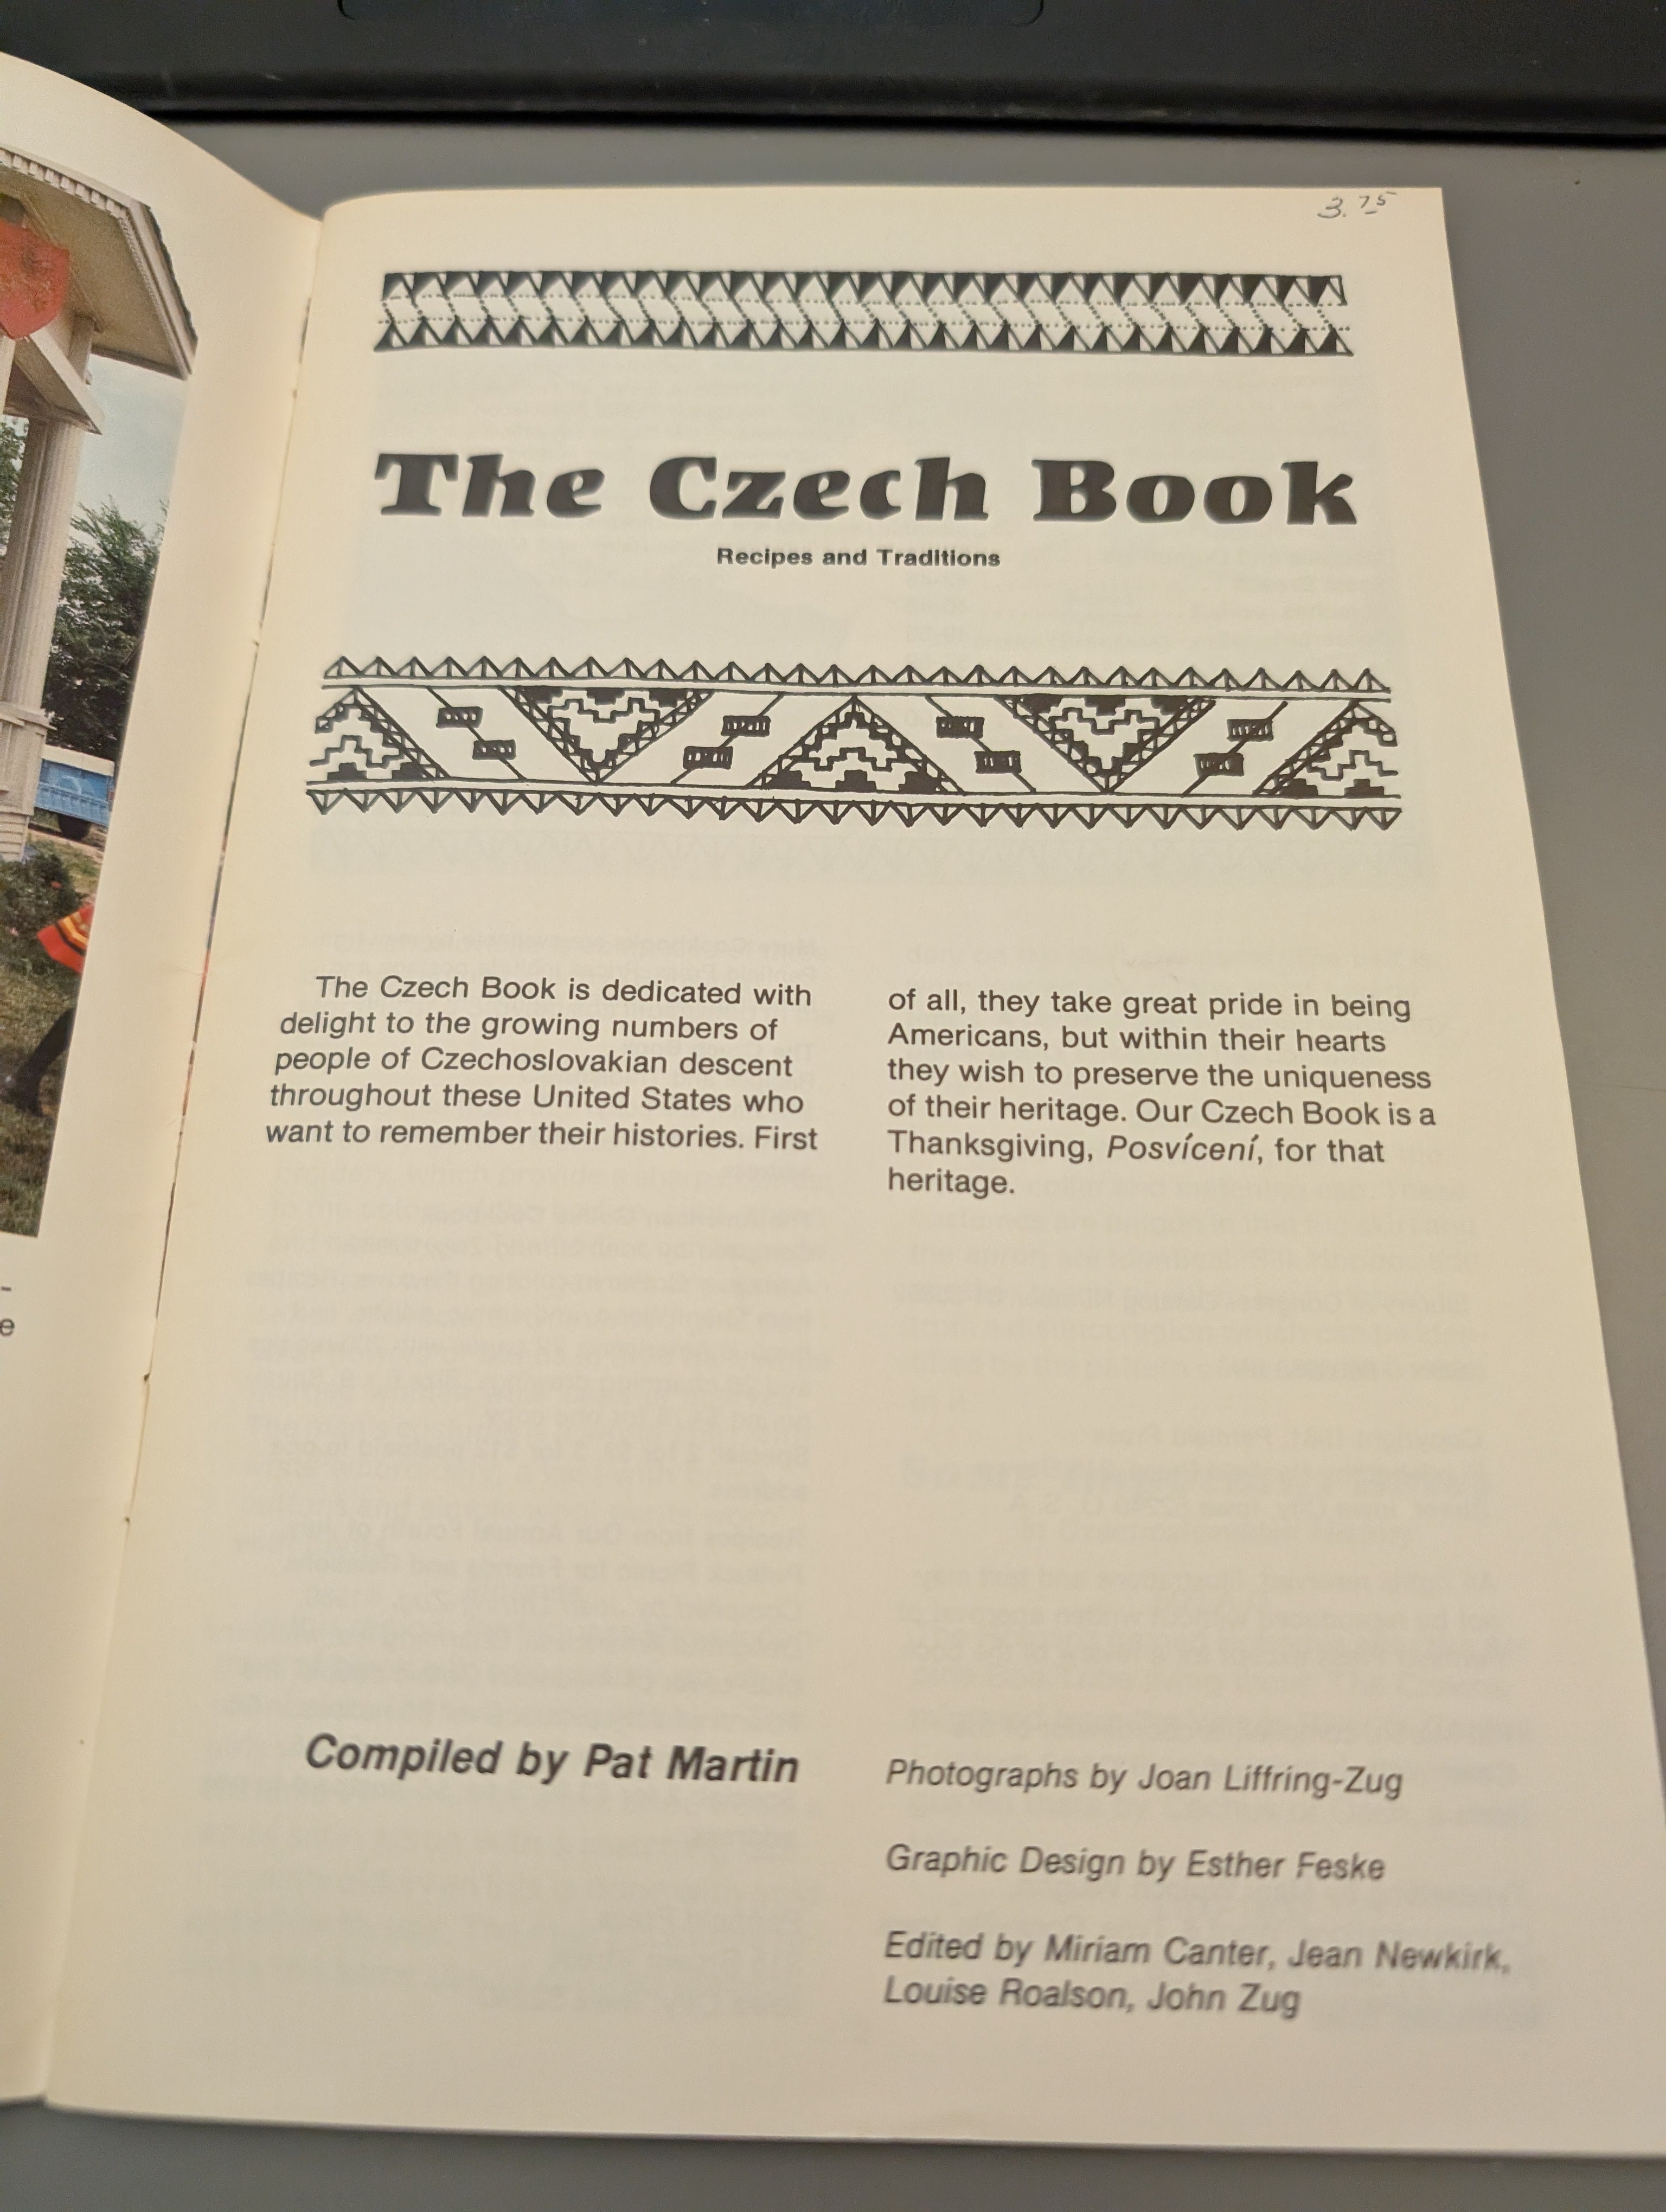 3.75
The Czech Book
Recipes and Traditions
The Czech Book is dedicated with
delight to the growing numbers of
people of Czechoslovakian descent
throughout these United States who
want to remember their histories. First
of all, they take great pride in being
Americans, but within their hearts
they wish to preserve the uniqueness
of their heritage. Our Czech Book is a
Thanksgiving, Posvícení, for that
heritage.
-
e
Compiled by Pat Martin
Photographs by Joan Liffring-Zug
Graphic Design by Esther Feske
Edited by Miriam Canter, Jean Newkirk,
Louise Roalson, John Zug